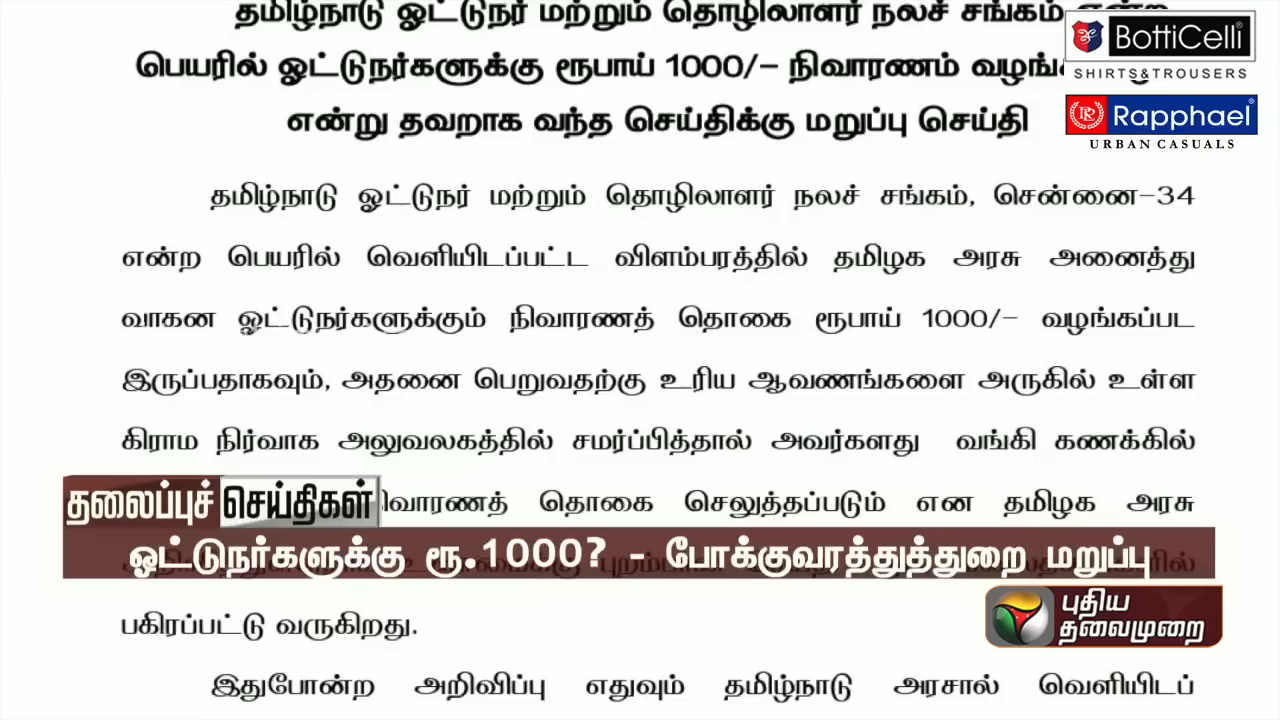 தமிழ்நாடு ஓட்டுநர் மற்றும் தொழிலாளர் நலச் சங்கம் என்ற
பெயரில் ஓட்டுநர்களுக்கு ரூபாய் 1000/- நிவாரணம்
என்று தவறாக வந்த செய்திக்கு மறுப்பு செய்தி
BottiCelli
SHIRTS & TROUSERS
Rapphael
URBAN CASUALS
தமிழ்நாடு ஓட்டுநர் மற்றும் தொழிலாளர் நலச் சங்கம், சென்னை-34
என்ற பெயரில் வெளியிடப்பட்ட விளம்பரத்தில் தமிழக அரசு அனைத்து
வாகன ஓட்டுநர்களுக்கும் நிவாரணத் தொகை ரூபாய் 1000/- வழங்கப்பட
இருப்பதாகவும், அதனை பெறுவதற்கு உரிய ஆவணங்களை அருகில் உள்ள
கிராம நிர்வாக அலுவலகத்தில் சமர்ப்பித்தால் அவர்களது வங்கி கணக்கில்
தொகை செலுத்தப்படும் என தமிழக அரசு
தலைப்புச் செய்திகள்
ஓட்டுநர்களுக்கு ரூ.1000? - போக்குவரத்துத்துறை மறுப்பு
பகிரப்பட்டு வருகிறது.
புதிய
தலைமுறை
இதுபோன்ற அறிவிப்பு எதுவும் தமிழ்நாடு அரசால் வெளியிடப்